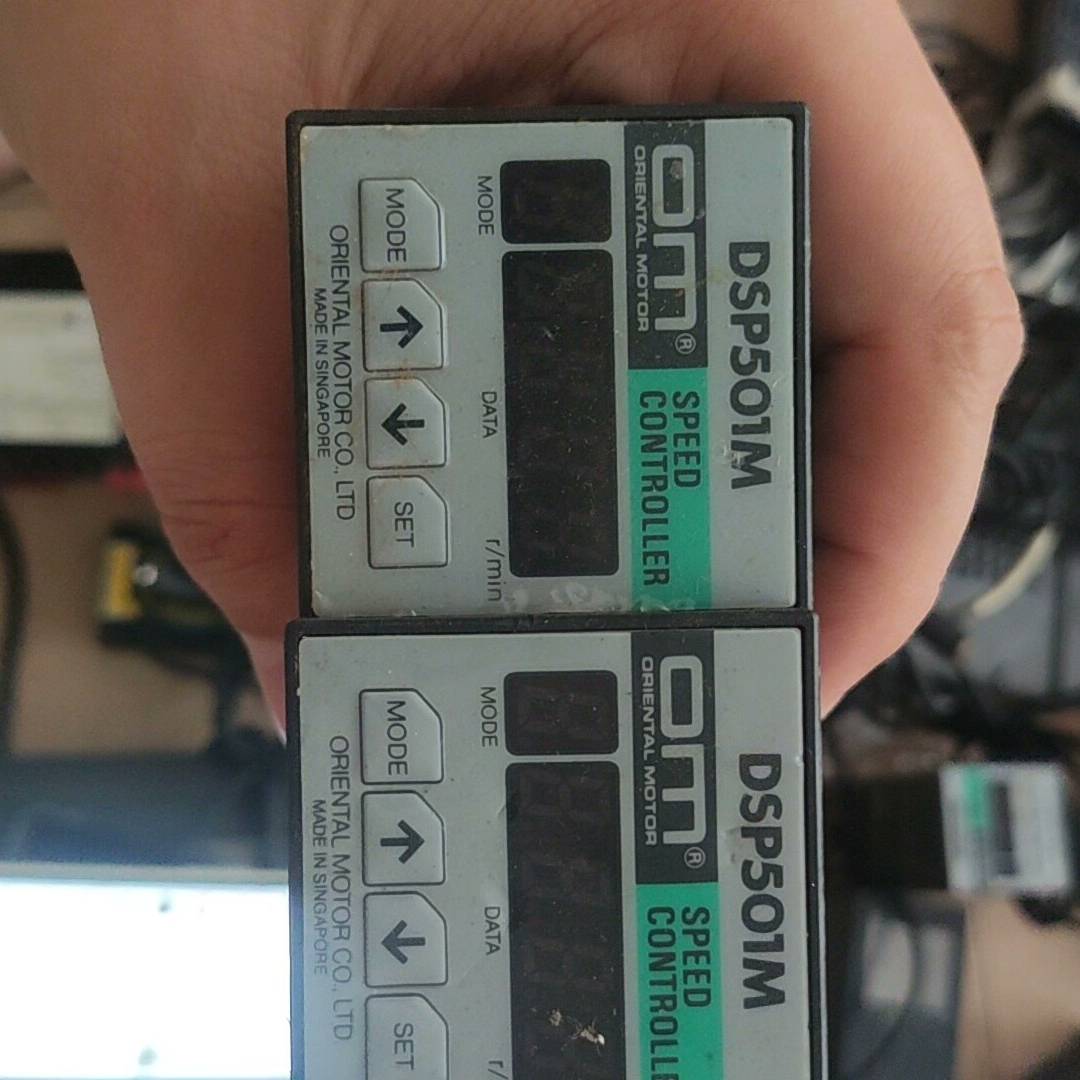 DSP501M
om®
ORIENTAL MOTOR
SPEED
CONTROLLER
MODE
DATA
r/min
MODE
SET
ORIENTAL MOTOR CO., LTD
MADE IN SINGAPORE
DSP501M
om®
ORIENTAL MOTOR
SPEED
CONTROLLE
MODE
DATA
r/
MODE
SET
ORIENTAL MOTOR CO., LTD
MADE IN SINGAPORE